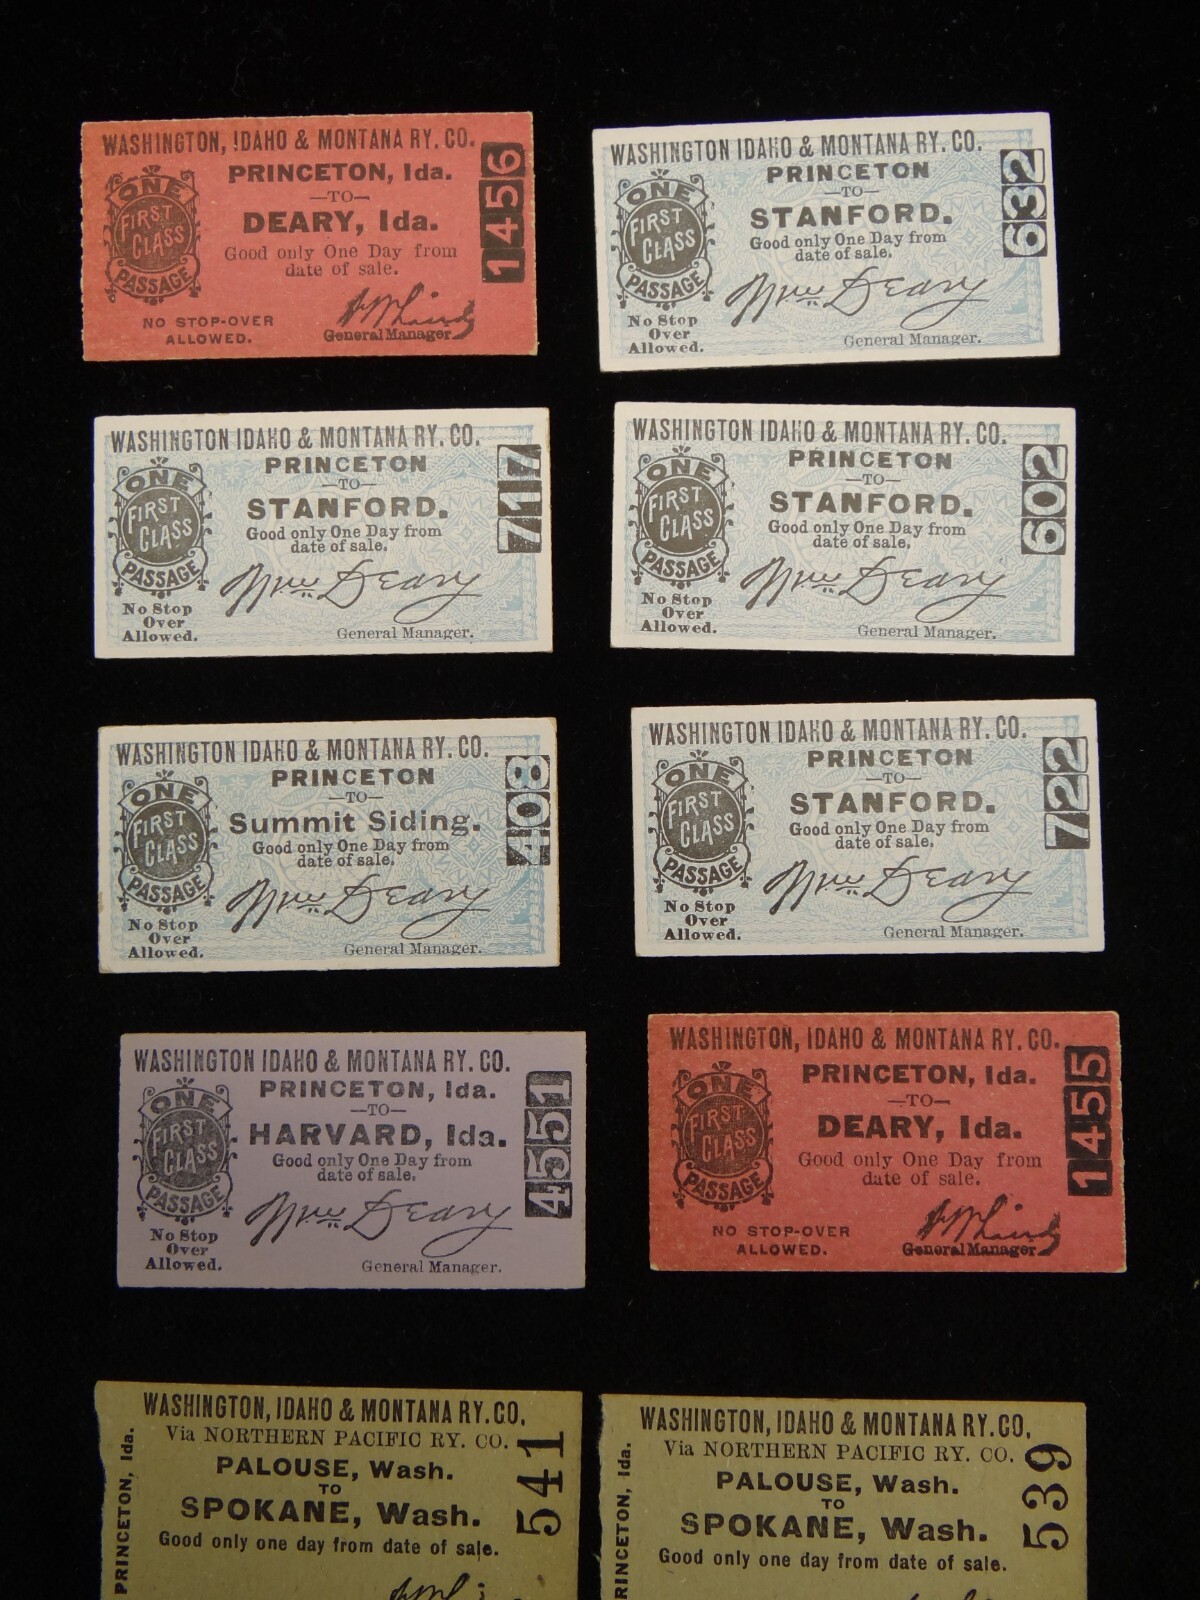 WASHINGTON, IDAHO & MONTANA RY. CO.
ONE
FIRST
CLASS
PASSAGE
PRINCETON, Ida.
—TO—
DEARY, Ida.
Good only One Day from
date of sale.
NO STOP-OVER
ALLOWED.
General Manager
1456
WASHINGTON IDAHO & MONTANA RY. CO.
ONE
FIRST
CLASS
PASSAGE
PRINCETON
—TO—
STANFORD.
Good only One Day from
date of sale.
Wm Deary
No Stop
Over
Allowed.
General Manager.
632
WASHINGTON IDAHO & MONTANA RY. CO.
ONE
FIRST
CLASS
PASSAGE
PRINCETON
—TO—
STANFORD.
Good only One Day from
date of sale.
Wm Deary
No Stop
Over
Allowed.
General Manager.
717
WASHINGTON IDAHO & MONTANA RY. CO.
ONE
FIRST
CLASS
PASSAGE
PRINCETON
—TO—
STANFORD.
Good only One Day from
date of sale.
Wm Deary
No Stop
Over
Allowed.
General Manager.
602
WASHINGTON IDAHO & MONTANA RY. CO.
ONE
FIRST
CLASS
PASSAGE
PRINCETON
—TO—
Summit Siding.
Good only One Day from
date of sale.
Wm Deary
No Stop
Over
Allowed.
General Manager.
408
WASHINGTON IDAHO & MONTANA RY. CO.
ONE
FIRST
CLASS
PASSAGE
PRINCETON
—TO—
STANFORD.
Good only One Day from
date of sale.
Wm Deary
No Stop
Over
Allowed.
General Manager.
722
WASHINGTON IDAHO & MONTANA RY. CO.
ONE
FIRST
CLASS
PASSAGE
PRINCETON, Ida.
—TO—
HARVARD, Ida.
Good only One Day from
date of sale.
Wm Deary
No Stop
Over
Allowed.
General Manager.
4551
WASHINGTON, IDAHO & MONTANA RY. CO.
ONE
FIRST
CLASS
PASSAGE
PRINCETON, Ida.
—TO—
DEARY, Ida.
Good only One Day from
date of sale.
NO STOP-OVER
ALLOWED.
General Manager
1455
WASHINGTON, IDAHO & MONTANA RY. CO.
Via NORTHERN PACIFIC RY. CO.
PALOUSE, Wash.
TO
SPOKANE, Wash.
Good only one day from date of sale.
PRINCETON, Ida.
541
WASHINGTON, IDAHO & MONTANA RY. CO.
Via NORTHERN PACIFIC RY. CO.
PALOUSE, Wash.
TO
SPOKANE, Wash.
Good only one day from date of sale.
RINCETON, Ida.
539